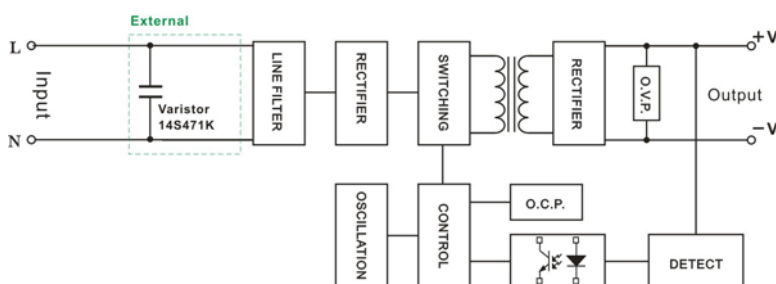 External
L
Input
N
Varistor
14S471K
LINE FILTER
RECTIFIER
SWITCHING
RECTIFIER
O.V.P.
+V
Output
-V
OSCILLATION
CONTROL
O.C.P.
DETECT